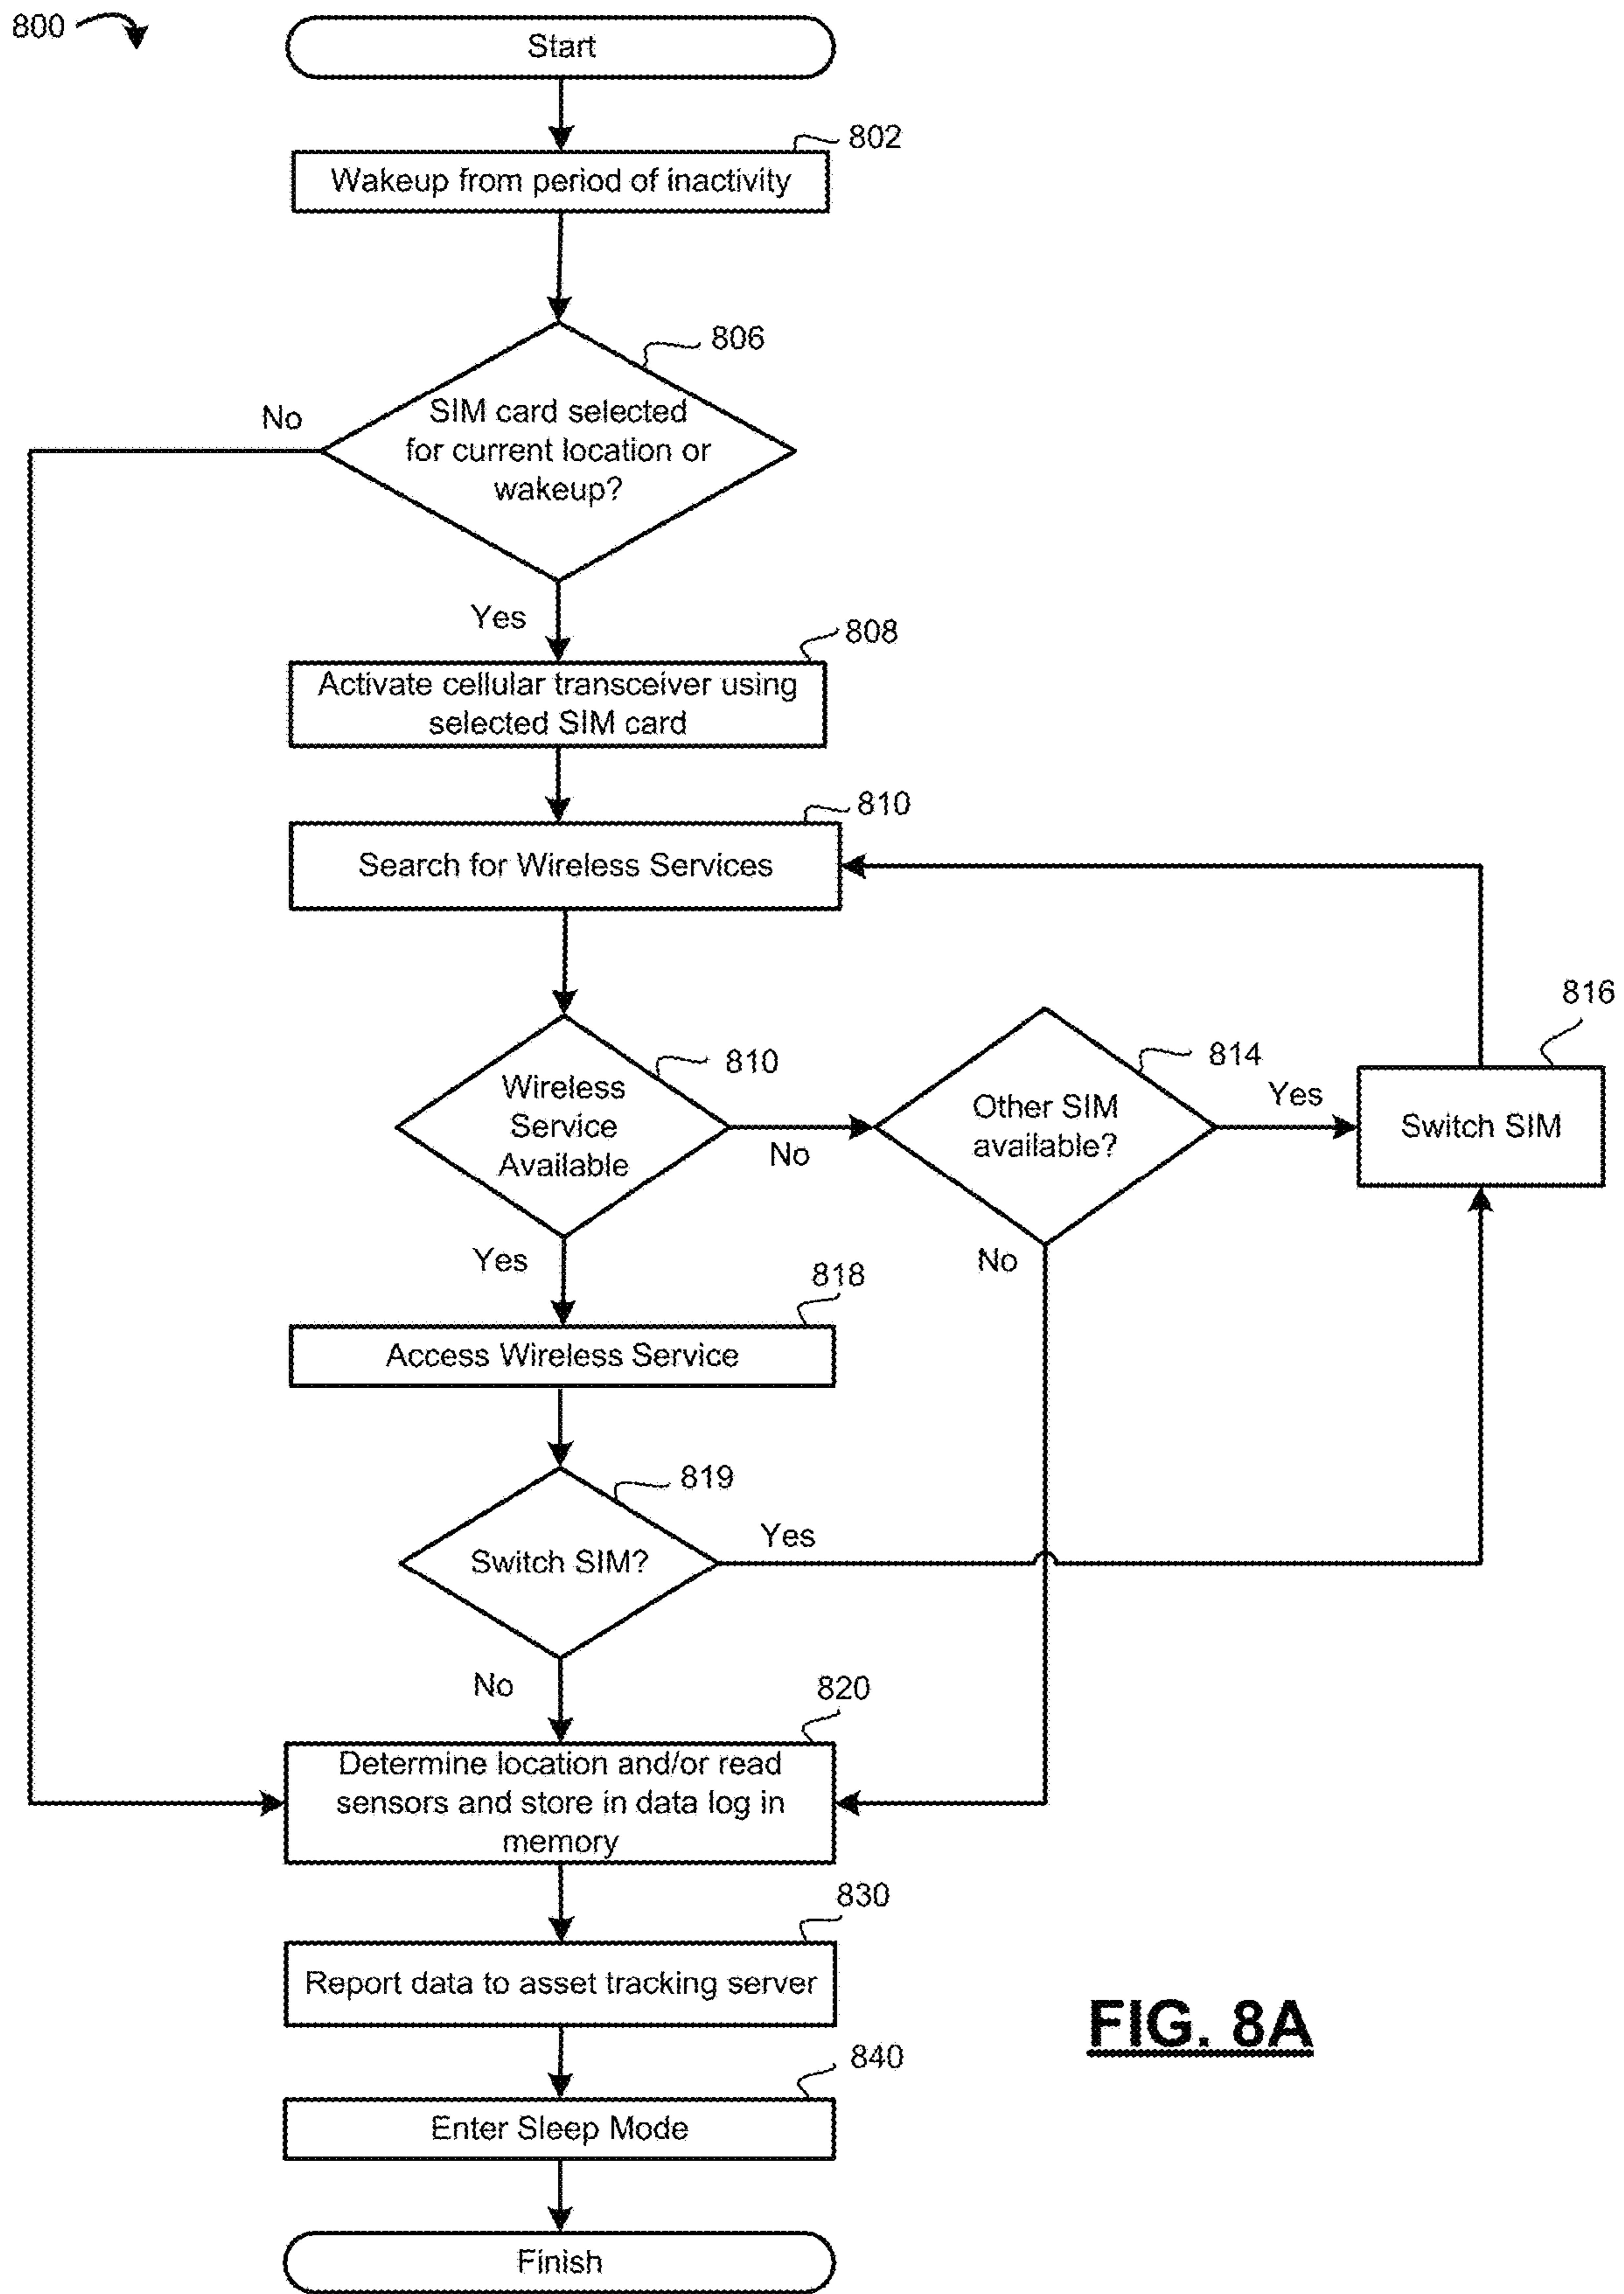 800
Start
802
Wakeup from period of inactivity
806
SIM card selected
for current location or
wakeup?
No
Yes
808
Activate cellular transceiver using
selected SIM card
810
Search for Wireless Services
810
Wireless
Service
Available
No
814
Other SIM
available?
Yes
816
Switch SIM
Yes
No
818
Access Wireless Service
819
Switch SIM?
Yes
No
820
Determine location and/or read
sensors and store in data log in
memory
830
Report data to asset tracking server
840
Enter Sleep Mode
Finish
FIG. 8A